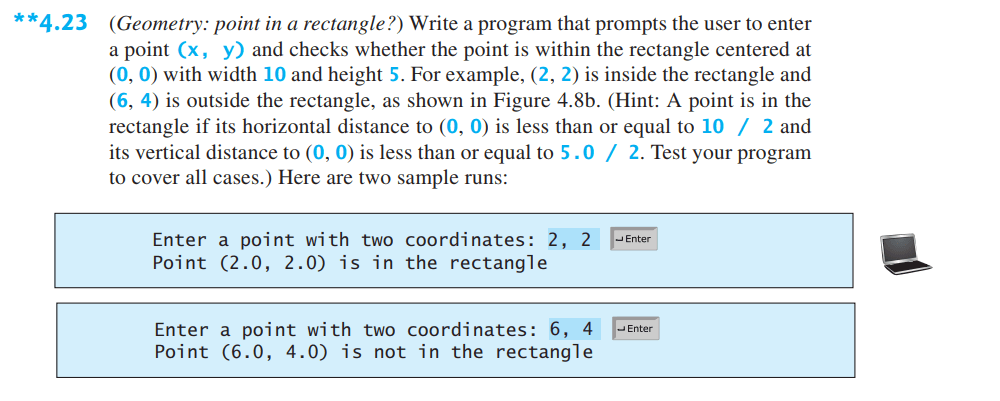 **4.23 (Geometry: point in a rectangle?) Write a program that prompts the user to enter
a point (x, y) and checks whether the point is within the rectangle centered at
(0, 0) with width 10 and height 5. For example, (2, 2) is inside the rectangle and
(6, 4) is outside the rectangle, as shown in Figure 4.8b. (Hint: A point is in the
rectangle if its horizontal distance to (0, 0) is less than or equal to 10 / 2 and
its vertical distance to (0, 0) is less than or equal to 5.0 / 2. Test your program
to cover all cases.) Here are two sample runs:
Enter a point with two coordinates: 2, 2 ↵Enter
Point (2.0, 2.0) is in the rectangle
Enter a point with two coordinates: 6, 4 ↵Enter
Point (6.0, 4.0) is not in the rectangle